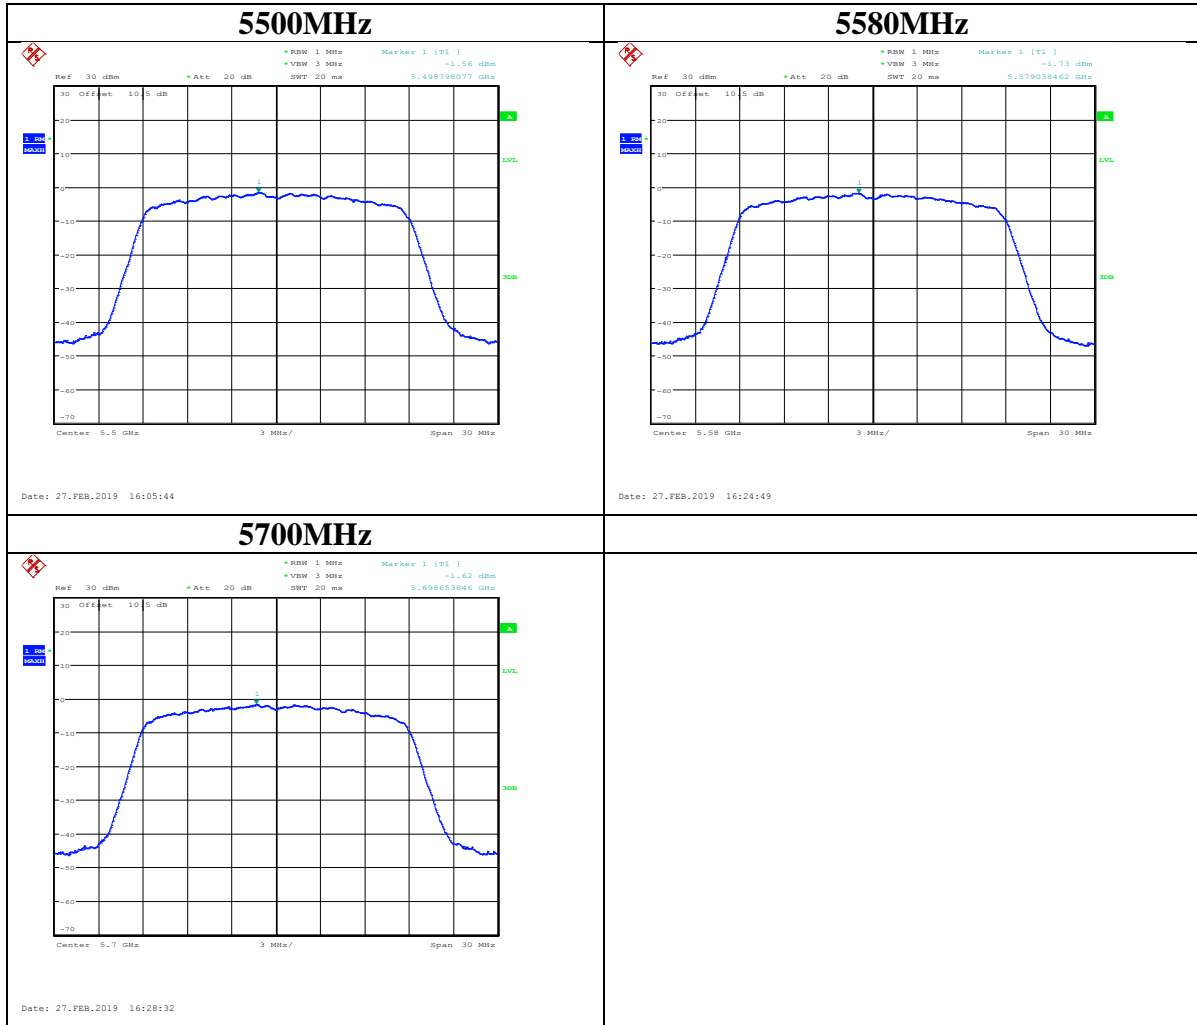 5500MHz
R S
* RBW 1 MHz Marker 1 [T1 ]
* VBW 3 MHz -1.56 dBm
Ref 30 dBm * Att 20 dB SWT 20 ms 5.498798077 GHz
30 Offset 10.5 dB
A
20
1 RM *
MAXH
10
LVL
1
0
-10
-20
3DB
-30
-40
-50
-60
-70
Center 5.5 GHz 3 MHz/ Span 30 MHz
Date: 27.FEB.2019 16:05:44
5580MHz
R S
* RBW 1 MHz Marker 1 [T1 ]
* VBW 3 MHz -1.73 dBm
Ref 30 dBm * Att 20 dB SWT 20 ms 5.579038462 GHz
30 Offset 10.5 dB
A
20
1 RM *
MAXH
10
LVL
1
0
-10
-20
3DB
-30
-40
-50
-60
-70
Center 5.58 GHz 3 MHz/ Span 30 MHz
Date: 27.FEB.2019 16:24:49
5700MHz
R S
* RBW 1 MHz Marker 1 [T1 ]
* VBW 3 MHz -1.62 dBm
Ref 30 dBm * Att 20 dB SWT 20 ms 5.698653846 GHz
30 Offset 10.5 dB
A
20
1 RM *
MAXH
10
LVL
1
0
-10
-20
3DB
-30
-40
-50
-60
-70
Center 5.7 GHz 3 MHz/ Span 30 MHz
Date: 27.FEB.2019 16:28:32